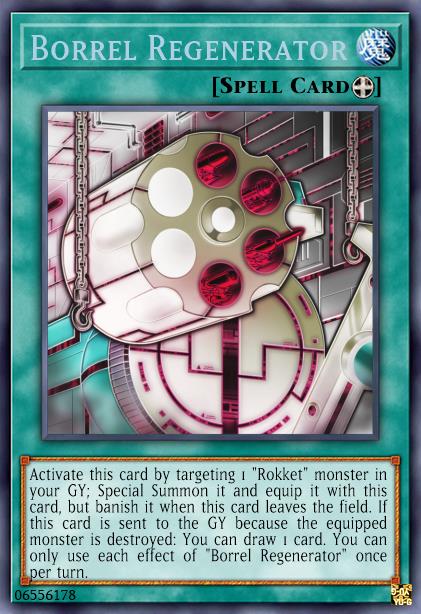 Borrel Regenerator
魔
[Spell Card]
Activate this card by targeting 1 "Rokket" monster in
your GY; Special Summon it and equip it with this
card, but banish it when this card leaves the field. If
this card is sent to the GY because the equipped
monster is destroyed: You can draw 1 card. You can
only use each effect of "Borrel Regenerator" once
per turn.
06556178